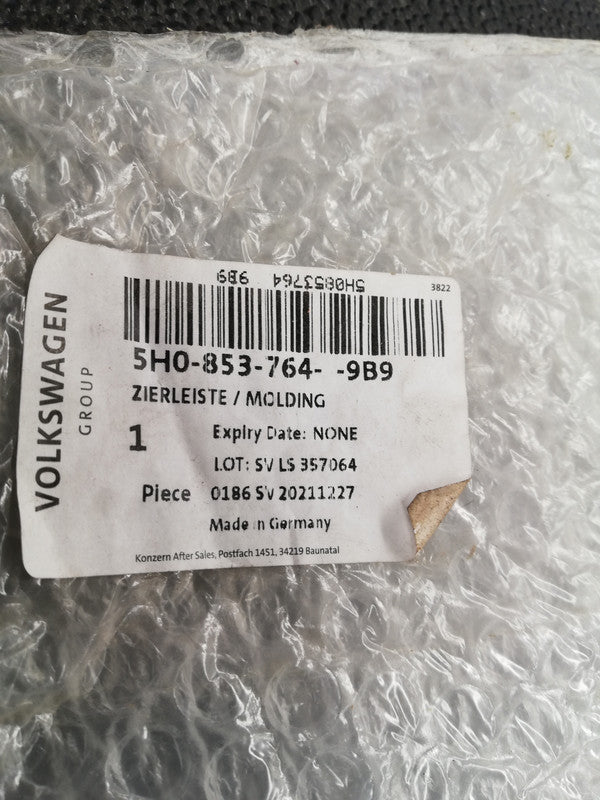 VOLKSWAGEN
GROUP
5H0853764 9B9
3822
5H0-853-764- -9B9
ZIERLEISTE / MOLDING
1
Expiry Date: NONE
LOT: SV LS 357064
Piece 0186 SV 20211227
Made in Germany
Konzern After Sales, Postfach 1451, 34219 Baunatal